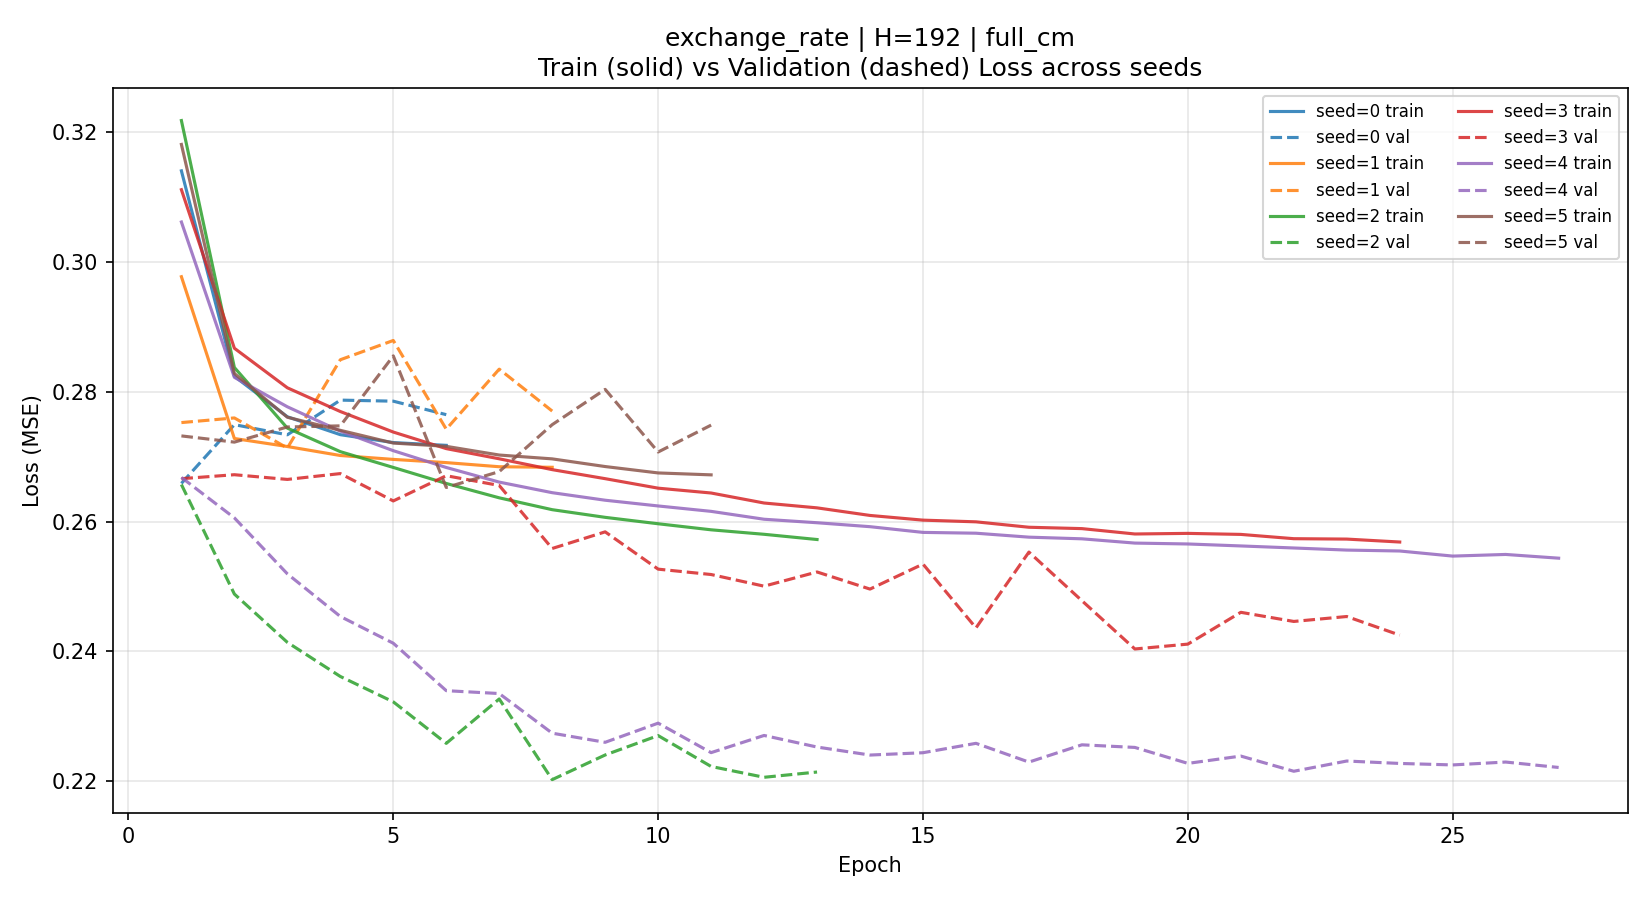 exchange_rate | H=192 | full_cm
Train (solid) vs Validation (dashed) Loss across seeds
seed=0 train
seed=0 val
seed=1 train
seed=1 val
seed=2 train
seed=2 val
seed=3 train
seed=3 val
seed=4 train
seed=4 val
seed=5 train
seed=5 val
Loss (MSE)
0.32
0.30
0.28
0.26
0.24
0.22
0
5
10
15
20
25
Epoch